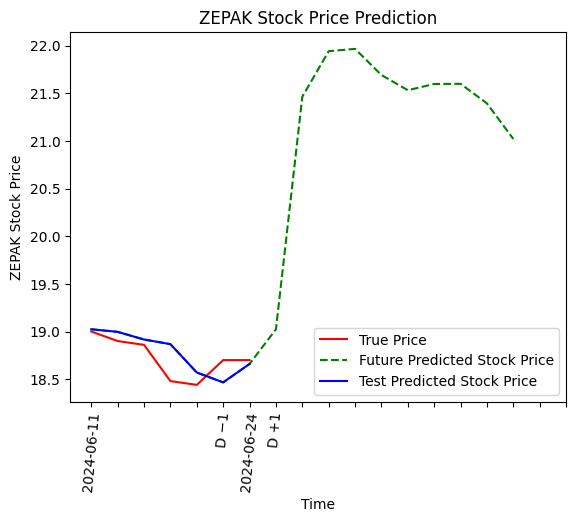 ZEPAK Stock Price Prediction
ZEPAK Stock Price
22.0
21.5
21.0
20.5
20.0
19.5
19.0
18.5
True Price
Future Predicted Stock Price
Test Predicted Stock Price
2024-06-11
D −1
2024-06-24
D +1
Time